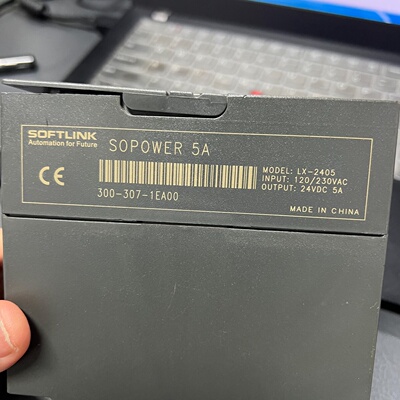 SOFTLINK
Automation for Future
SOPOWER 5A
300-307-1EA00
MODEL: LX-2405
INPUT: 120/230VAC
OUTPUT: 24VDC 5A
CE
MADE IN CHINA